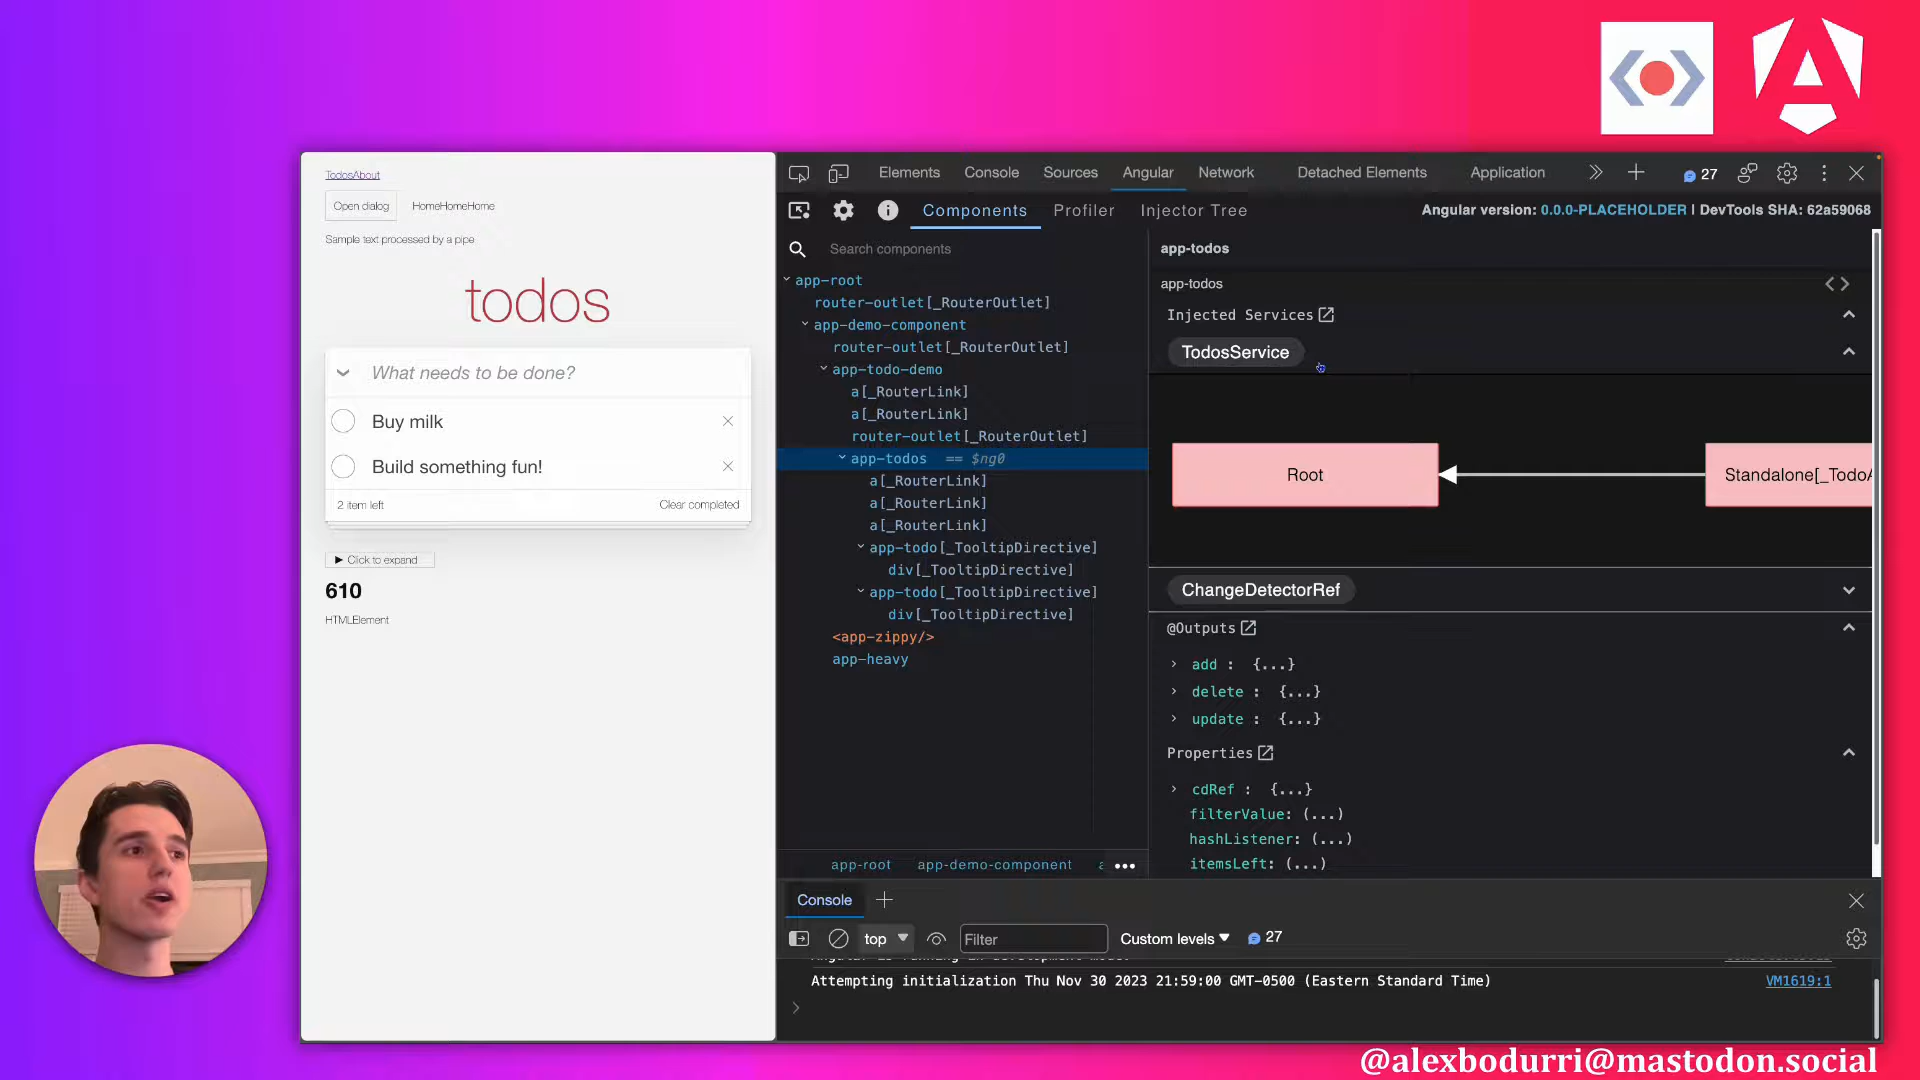 TodosAbout
Open dialog HomeHomeHome
Sample text processed by a pipe
todos
What needs to be done?
Buy milk
Build something fun!
2 item left Clear completed
Click to expand
610
HTMLElement
Elements Console Sources Angular Network Detached Elements Application 27
Components Profiler Injector Tree Angular version: 0.0.0-PLACEHOLDER | DevTools SHA: 62a59068
Search components
app-root
router-outlet[_RouterOutlet]
app-demo-component
router-outlet[_RouterOutlet]
app-todo-demo
a[_RouterLink]
a[_RouterLink]
router-outlet[_RouterOutlet]
app-todos == $ng0
a[_RouterLink]
a[_RouterLink]
a[_RouterLink]
app-todo[_TooltipDirective]
div[_TooltipDirective]
app-todo[_TooltipDirective]
div[_TooltipDirective]
<app-zippy/>
app-heavy
app-root app-demo-component
app-todos
app-todos
Injected Services
TodosService
Root
Standalone[_Todo
ChangeDetectorRef
@Outputs
add : {...}
delete : {...}
update : {...}
Properties
cdRef : {...}
filterValue: (...)
hashListener: (...)
itemsLeft: (...)
Console
top Filter Custom levels 27
Attempting initialization Thu Nov 30 2023 21:59:00 GMT-0500 (Eastern Standard Time) VM1619:1
@alexbodurri@mastodon.social